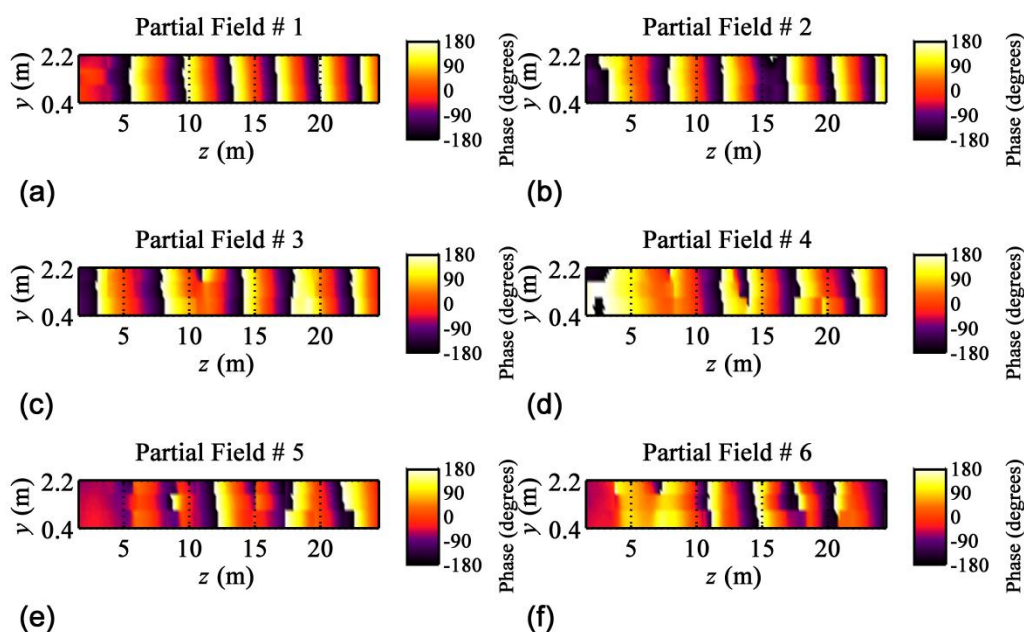 Partial Field # 1
y (m)
2.2
0.4
5 10 15 20
z (m)
180
90
0
-90
-180
Phase (degrees)
(a)
Partial Field # 2
y (m)
2.2
0.4
5 10 15 20
z (m)
180
90
0
-90
-180
Phase (degrees)
(b)
Partial Field # 3
y (m)
2.2
0.4
5 10 15 20
z (m)
180
90
0
-90
-180
Phase (degrees)
(c)
Partial Field # 4
y (m)
2.2
0.4
5 10 15 20
z (m)
180
90
0
-90
-180
Phase (degrees)
(d)
Partial Field # 5
y (m)
2.2
0.4
5 10 15 20
z (m)
180
90
0
-90
-180
Phase (degrees)
(e)
Partial Field # 6
y (m)
2.2
0.4
5 10 15 20
z (m)
180
90
0
-90
-180
Phase (degrees)
(f)